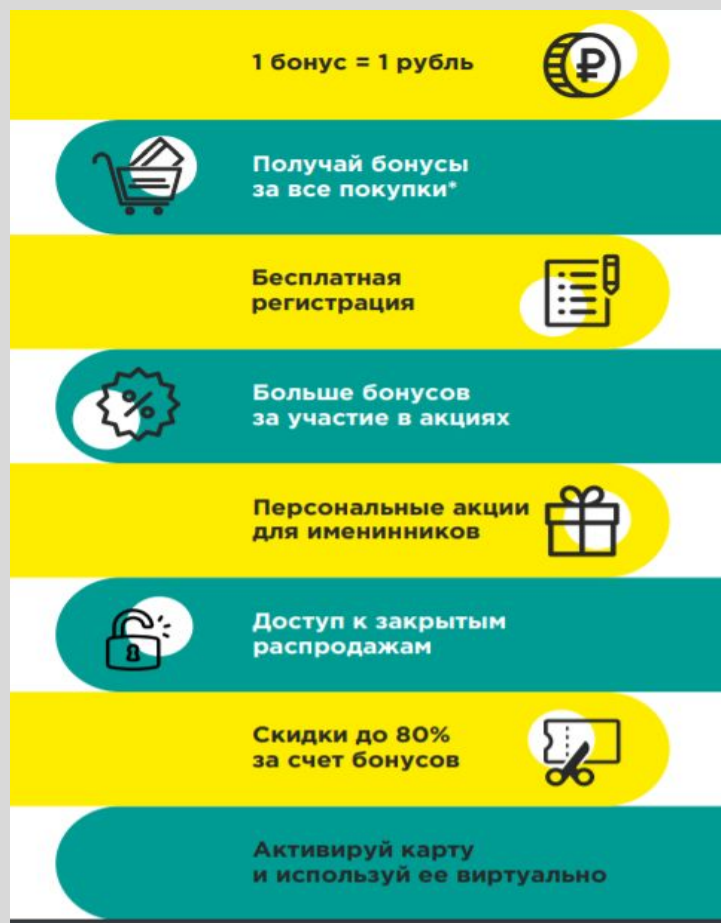 1 бонус = 1 рубль
Получай бонусы
за все покупки*
Бесплатная
регистрация
Больше бонусов
за участие в акциях
Персональные акции
для именинников
Доступ к закрытым
распродажам
Скидки до 80%
за счет бонусов
Активируй карту
и используй ее виртуально